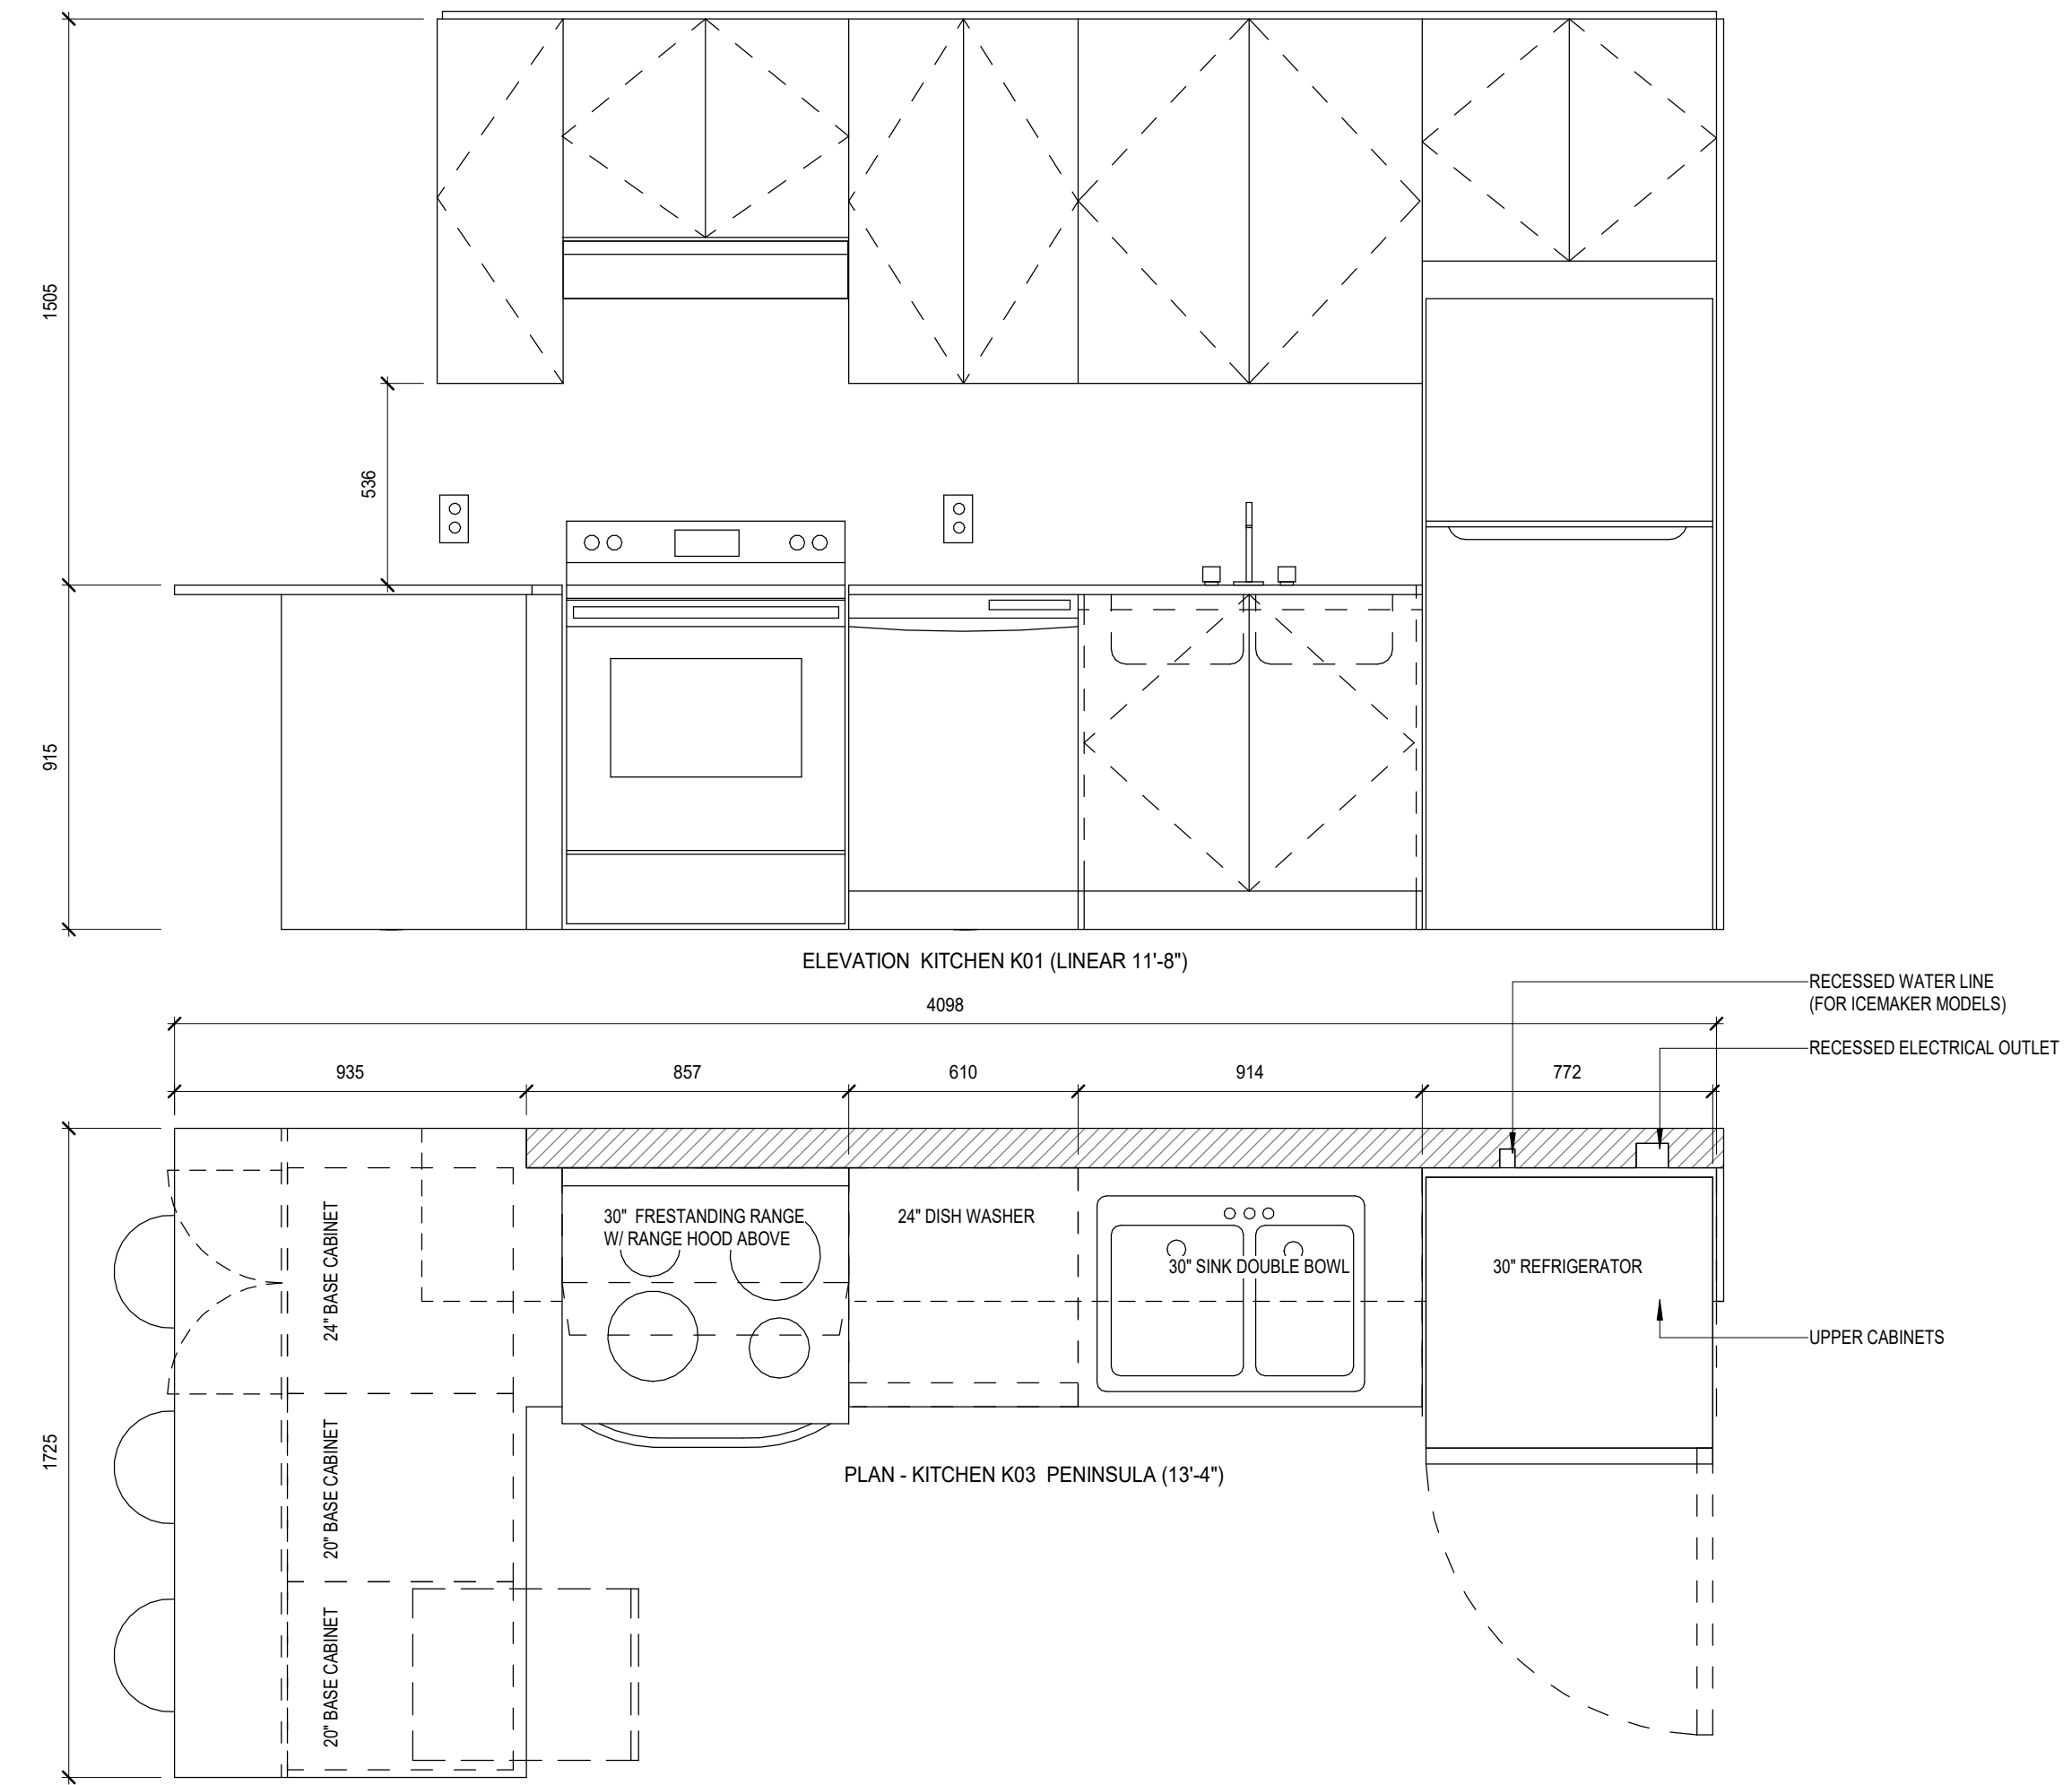 1505
536
915
ELEVATION KITCHEN K01 (LINEAR 11'-8")
RECESSED WATER LINE
(FOR ICEMAKER MODELS)
4098
RECESSED ELECTRICAL OUTLET
935
857
610
914
772
24" BASE CABINET
30" FRESTANDING RANGE
W/ RANGE HOOD ABOVE
24" DISH WASHER
30" SINK DOUBLE BOWL
30" REFRIGERATOR
UPPER CABINETS
1725
20" BASE CABINET
PLAN - KITCHEN K03 PENINSULA (13'-4")
20" BASE CABINET